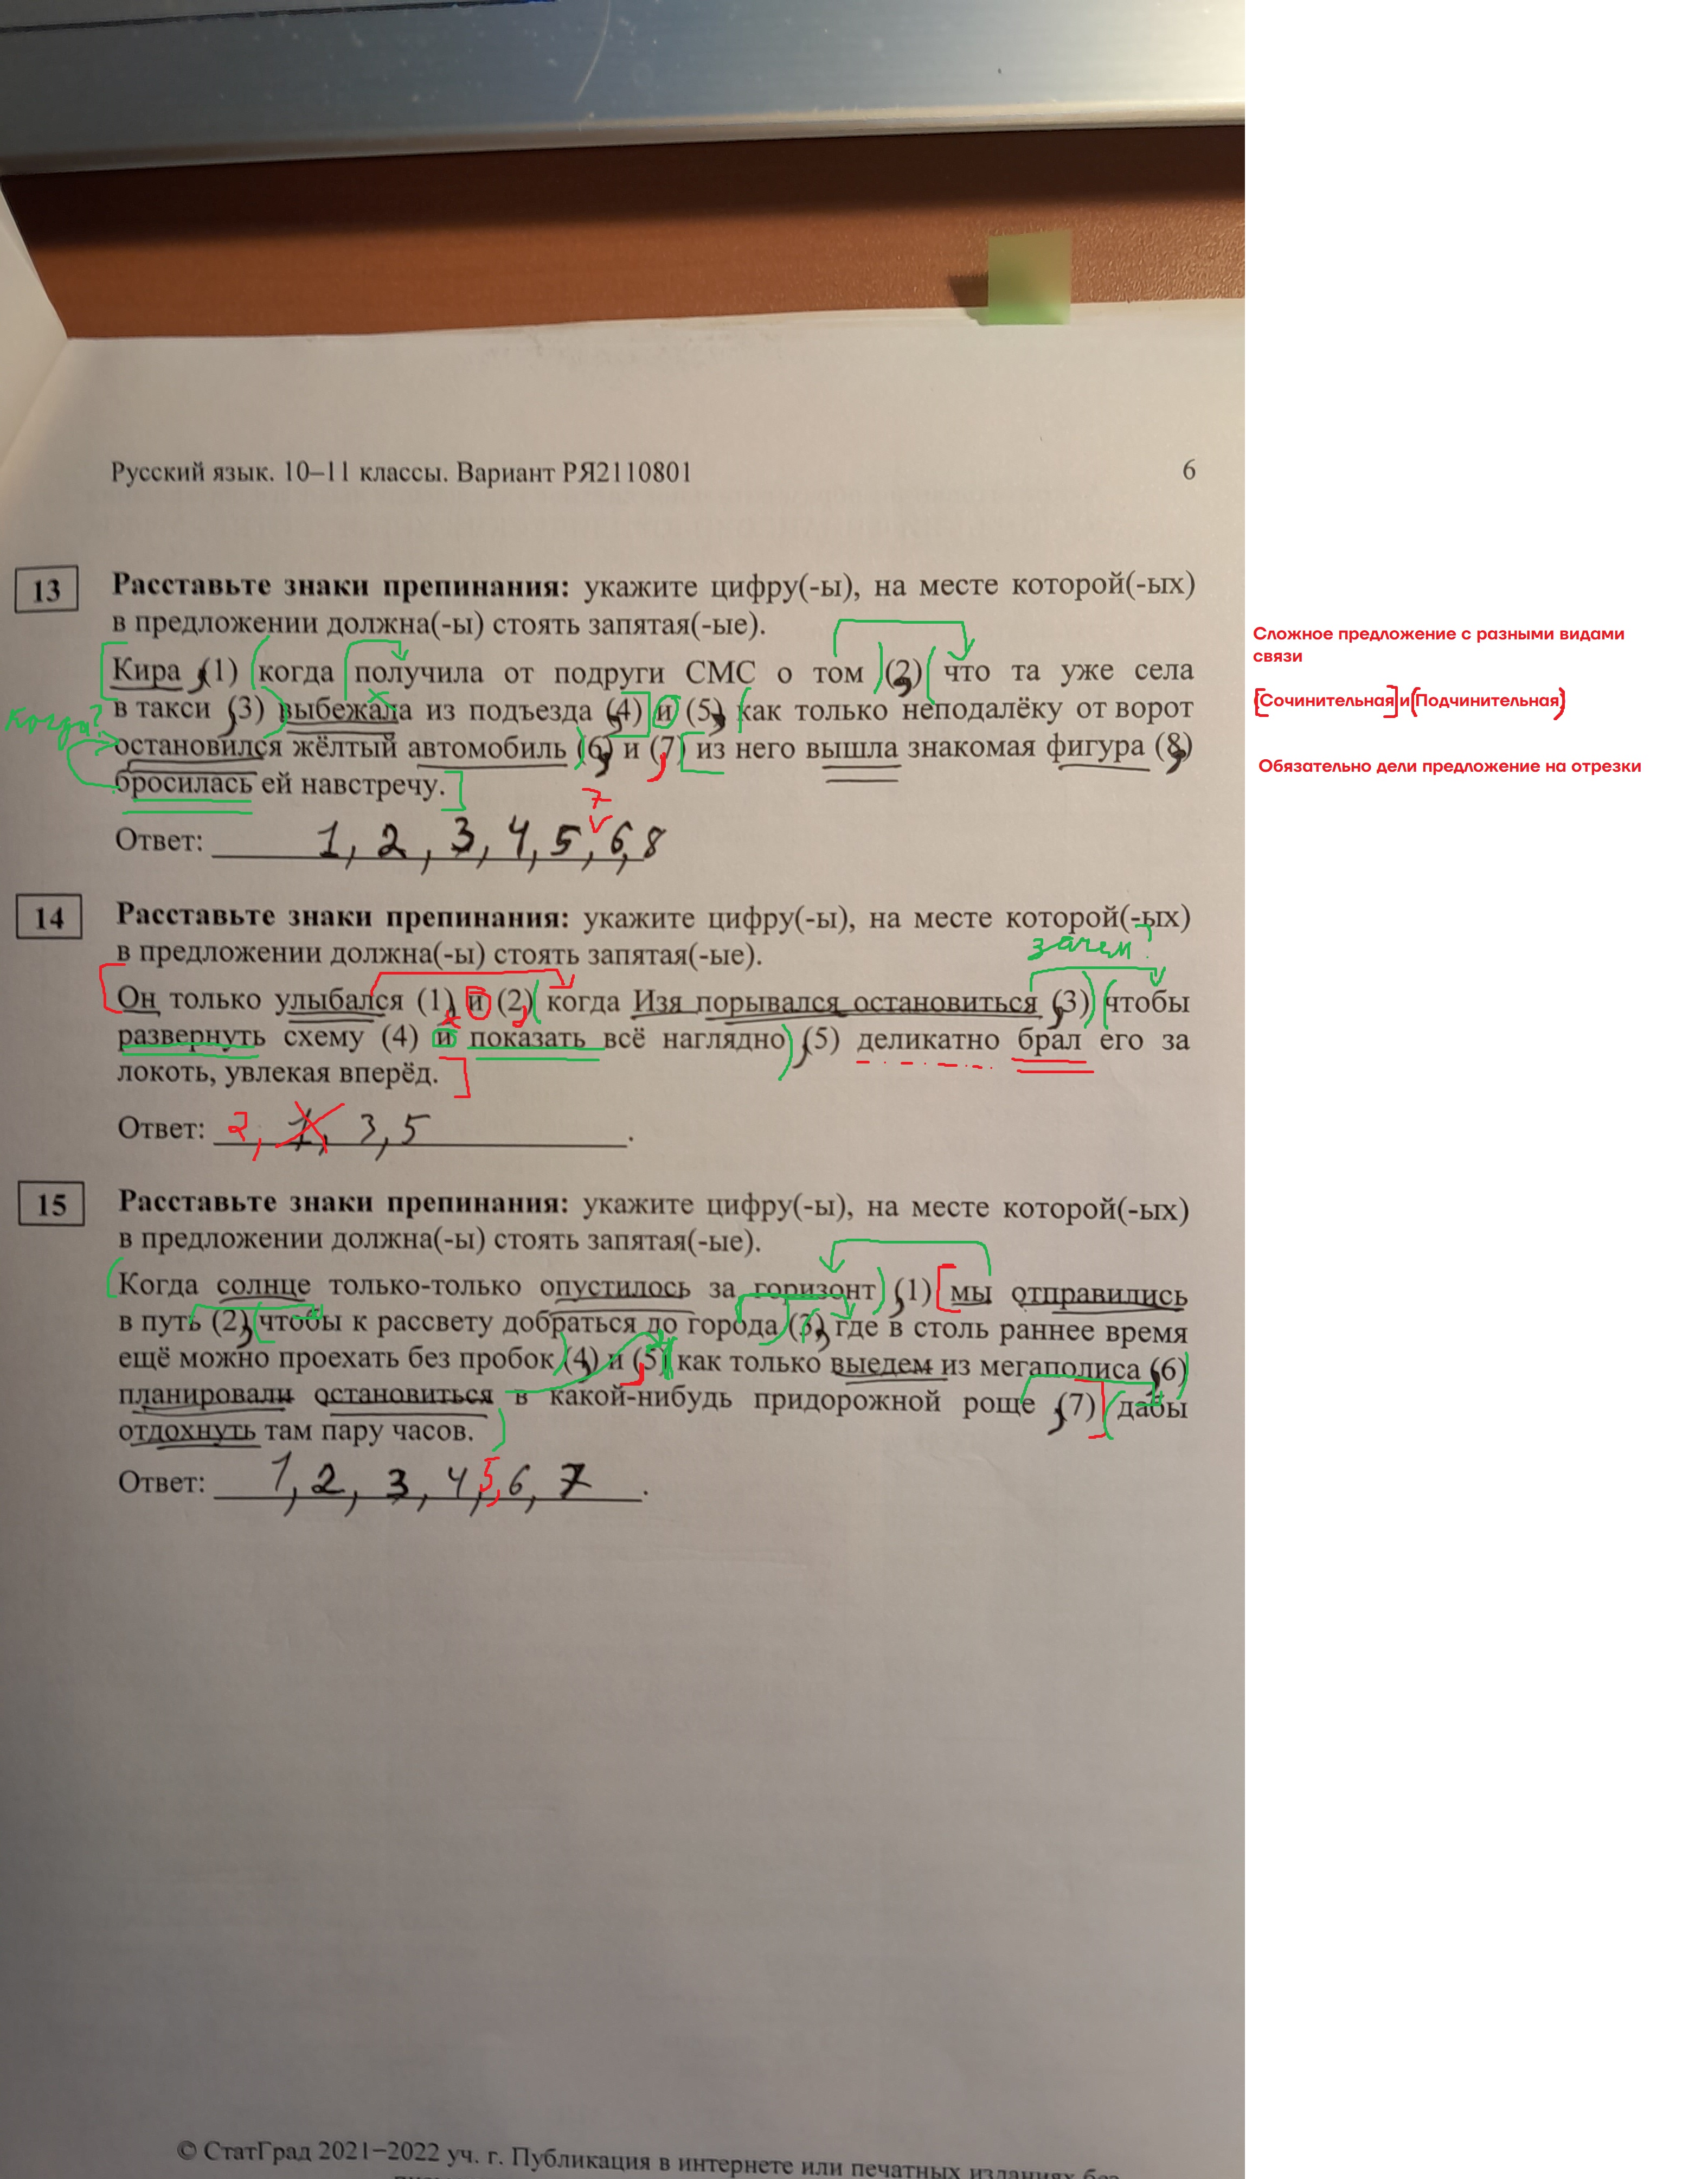 Русский язык. 10–11 классы. Вариант РЯ2110801 6
13 Расставьте знаки препинания: укажите цифру(-ы), на месте которой(-ых)
в предложении должна(-ы) стоять запятая(-ые).
Кира (1) когда получила от подруги СМС о том (2) что та уже села
в такси (3) выбежала из подъезда (4) и (5) как только неподалёку от ворот
Когда?
остановился жёлтый автомобиль (6) и (7) из него вышла знакомая фигура (8)
бросилась ей навстречу.
7
Ответ: 1, 2, 3, 4, 5, 6, 8
Сложное предложение с разными видами
связи
[Сочинительная] и (Подчинительная)
Обязательно дели предложение на отрезки
14 Расставьте знаки препинания: укажите цифру(-ы), на месте которой(-ых)
в предложении должна(-ы) стоять запятая(-ые).
зачем?
Он только улыбался (1) и (2) когда Изя порывался остановиться (3) чтобы
развернуть схему (4) и показать всё наглядно (5) деликатно брал его за
локоть, увлекая вперёд.
Ответ: 2, 1, 3, 5.
15 Расставьте знаки препинания: укажите цифру(-ы), на месте которой(-ых)
в предложении должна(-ы) стоять запятая(-ые).
Когда солнце только-только опустилось за горизонт (1) мы отправились
в путь (2) чтобы к рассвету добраться до города (3) где в столь раннее время
ещё можно проехать без пробок (4) и (5) как только выедем из мегаполиса (6)
планировали остановиться в какой-нибудь придорожной роще (7) дабы
отдохнуть там пару часов.
Ответ: 1, 2, 3, 4, 5, 6, 7.
© СтатГрад 2021−2022 уч. г. Публикация в интернете или печатных изданиях без